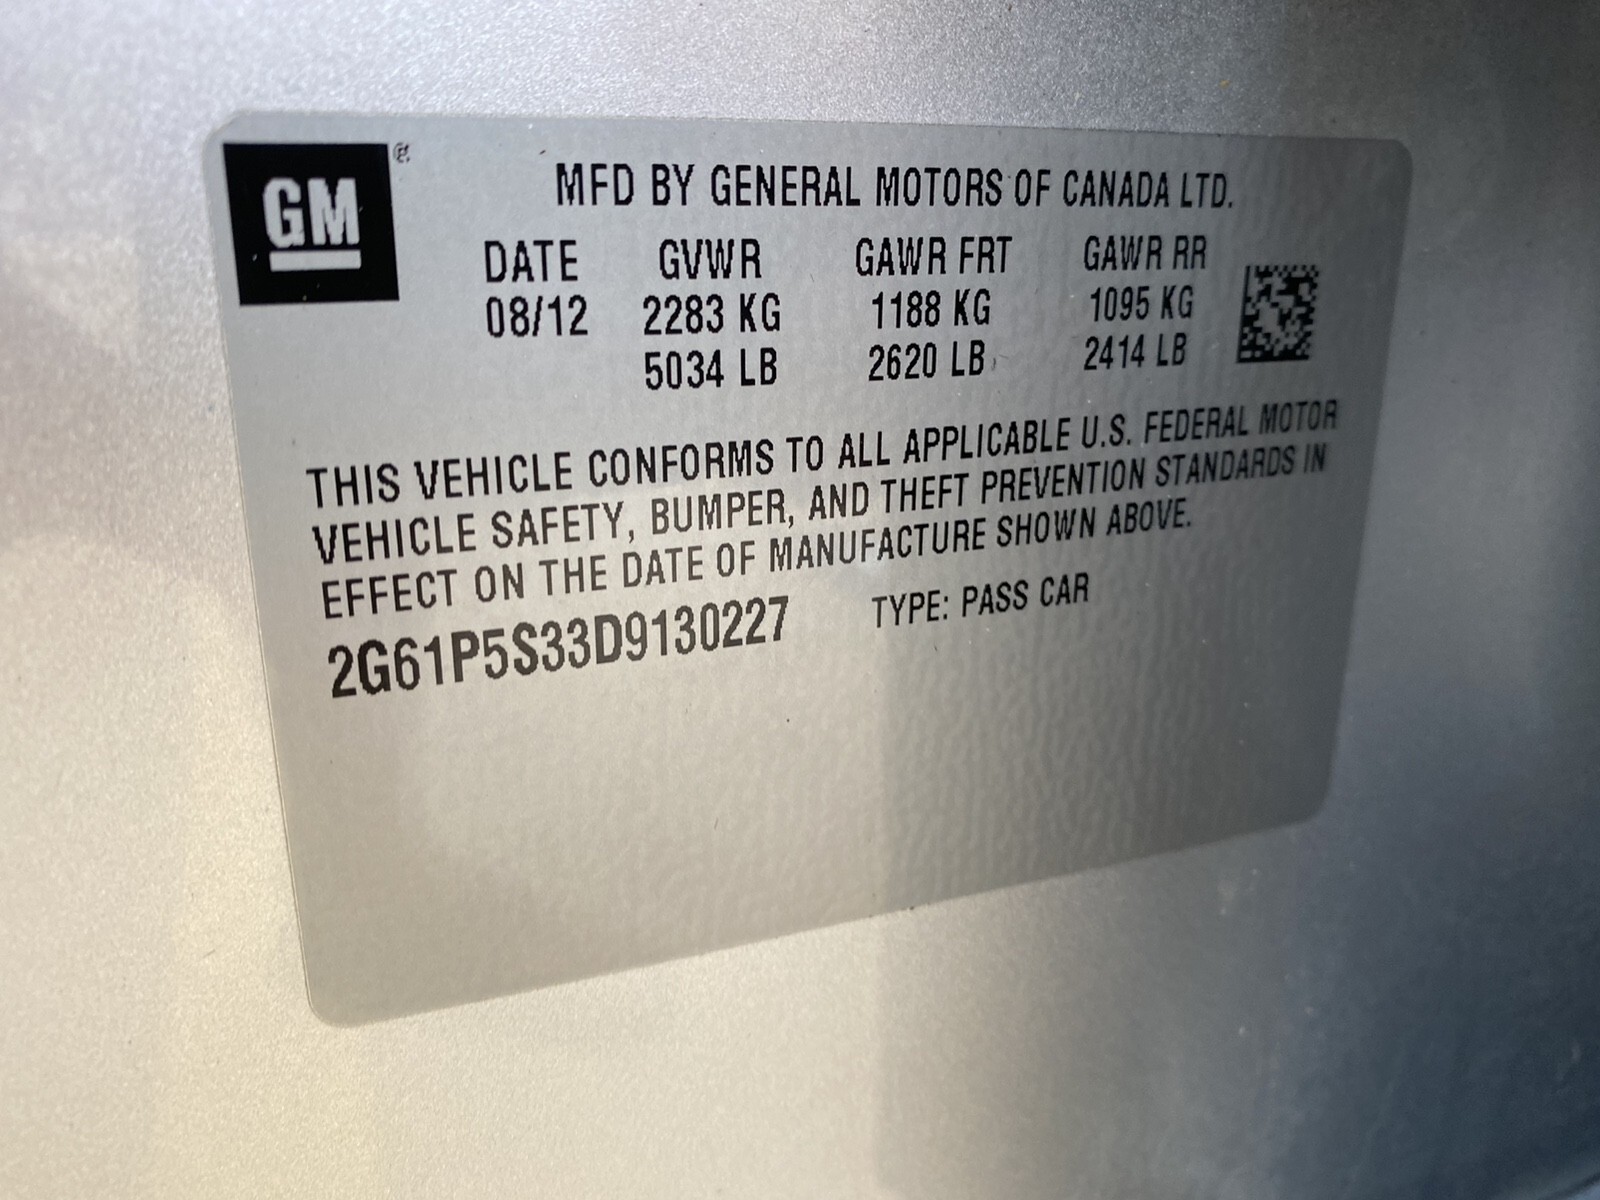 GM
MFD BY GENERAL MOTORS OF CANADA LTD.
DATE GVWR GAWR FRT GAWR RR
08/12 2283 KG 1188 KG 1095 KG
5034 LB 2620 LB 2414 LB
THIS VEHICLE CONFORMS TO ALL APPLICABLE U.S. FEDERAL MOTOR
VEHICLE SAFETY, BUMPER, AND THEFT PREVENTION STANDARDS IN
EFFECT ON THE DATE OF MANUFACTURE SHOWN ABOVE.
2G61P5S33D9130227 TYPE: PASS CAR